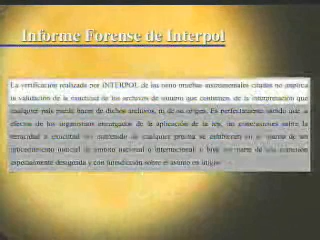 Informe Forense de Interpol
La verificación realizada por INTERPOL de las ocho pruebas instrumentales citadas no implica
la validación de la exactitud de los archivos de usuario que contienen, de la interpretación que
cualquier país pueda hacer de dichos archivos, ni de su origen. Es perfectamente sabido que, a
efectos de los organismos encargados de la aplicación de la ley, las conclusiones sobre la
veracidad o exactitud del contenido de cualquier prueba se establecen en el marco de un
procedimiento judicial de ámbito nacional o internacional, o bien por parte de una comisión
especialmente designada y con jurisdicción sobre el asunto en litigio.